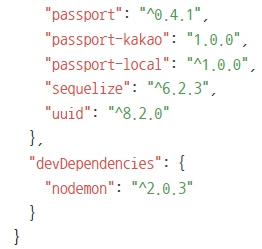 "passport": "^0.4.1",
"passport-kakao": "1.0.0",
"passport-local": "^1.0.0",
"sequelize": "^6.2.3",
"uuid": "^8.2.0"
},
"devDependencies": {
"nodemon": "^2.0.3"
}
}